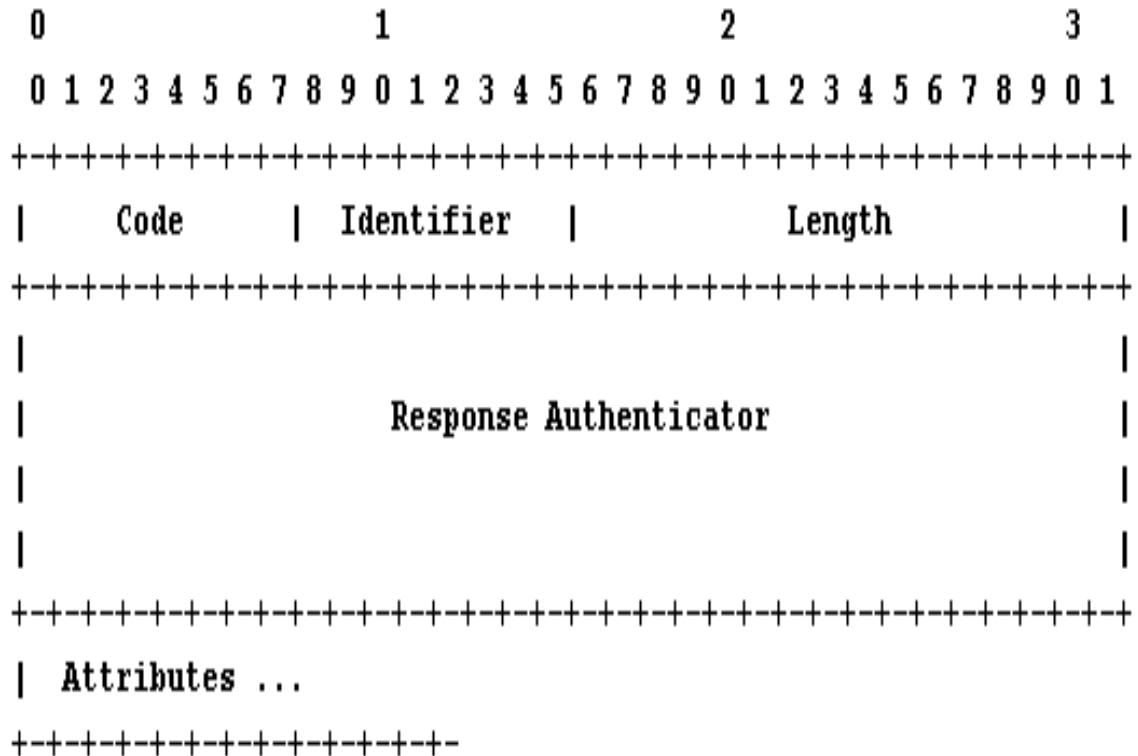 0                   1                   2                   3
 0 1 2 3 4 5 6 7 8 9 0 1 2 3 4 5 6 7 8 9 0 1 2 3 4 5 6 7 8 9 0 1
+-+-+-+-+-+-+-+-+-+-+-+-+-+-+-+-+-+-+-+-+-+-+-+-+-+-+-+-+-+-+-+-+
|     Code      |  Identifier   |            Length             |
+-+-+-+-+-+-+-+-+-+-+-+-+-+-+-+-+-+-+-+-+-+-+-+-+-+-+-+-+-+-+-+-+
|                                                               |
|                     Response Authenticator                    |
|                                                               |
|                                                               |
+-+-+-+-+-+-+-+-+-+-+-+-+-+-+-+-+-+-+-+-+-+-+-+-+-+-+-+-+-+-+-+-+
|  Attributes ...
+-+-+-+-+-+-+-+-+-+-+-+-+-